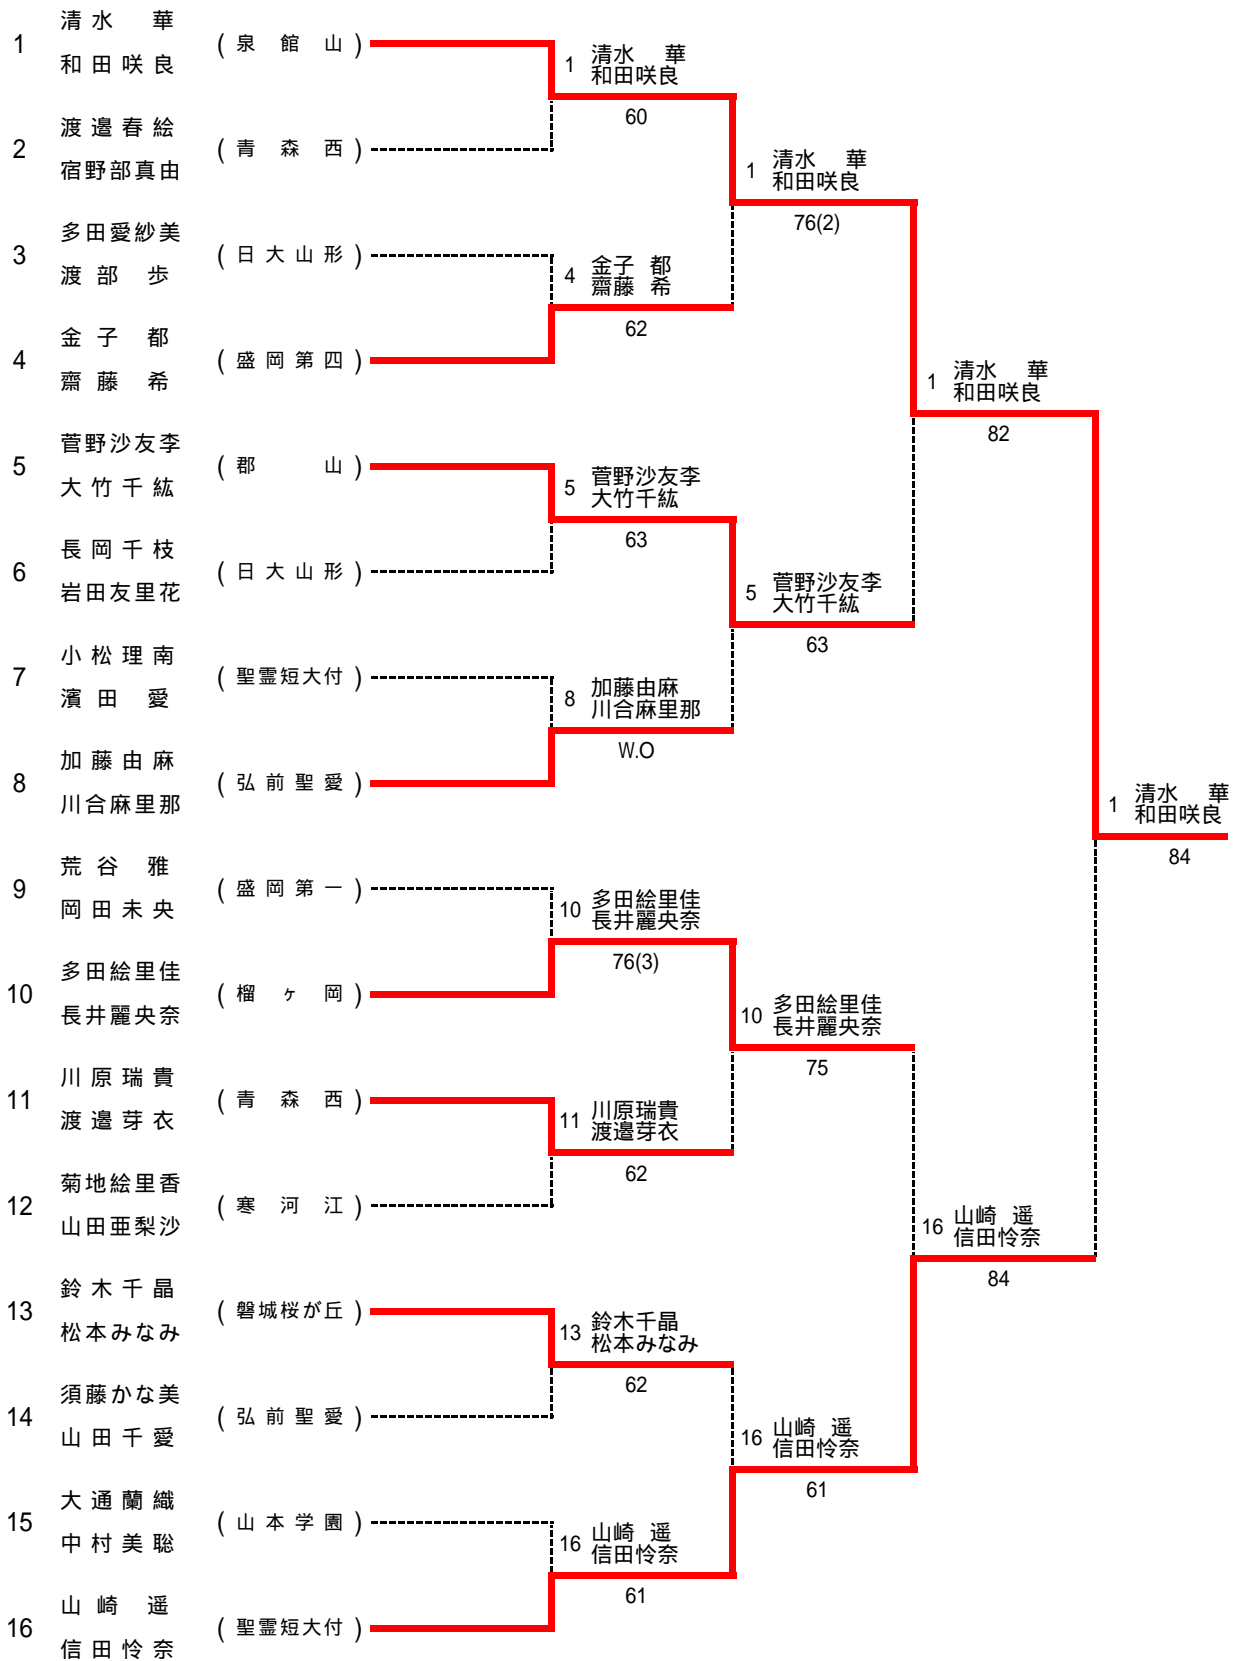 1 清水 華 (泉館山)
和田咲良
2 渡邉春絵 (青森西)
宿野部真由
3 多田愛紗美 (日大山形)
渡部 歩
4 金子 都 (盛岡第四)
齋藤 希
5 菅野沙友李 (郡山)
大竹千紘
6 長岡千枝 (日大山形)
岩田友里花
7 小松理南 (聖霊短大付)
濱田 愛
8 加藤由麻 (弘前聖愛)
川合麻里那
9 荒谷 雅 (盛岡第一)
岡田未央
10 多田絵里佳 (榴ヶ岡)
長井麗央奈
11 川原瑞貴 (青森西)
渡邉芽衣
12 菊地絵里香 (寒河江)
山田亜梨沙
13 鈴木千晶 (磐城桜が丘)
松本みなみ
14 須藤かな美 (弘前聖愛)
山田千愛
15 大通蘭織 (山本学園)
中村美聡
16 山崎 遥 (聖霊短大付)
信田怜奈
1 清水 華
和田咲良
60
4 金子 都
齋藤 希
62
5 菅野沙友李
大竹千紘
63
8 加藤由麻
川合麻里那
W.O
10 多田絵里佳
長井麗央奈
76(3)
11 川原瑞貴
渡邉芽衣
62
13 鈴木千晶
松本みなみ
62
16 山崎 遥
信田怜奈
61
1 清水 華
和田咲良
76(2)
5 菅野沙友李
大竹千紘
63
10 多田絵里佳
長井麗央奈
75
16 山崎 遥
信田怜奈
61
1 清水 華
和田咲良
82
16 山崎 遥
信田怜奈
84
1 清水 華
和田咲良
84